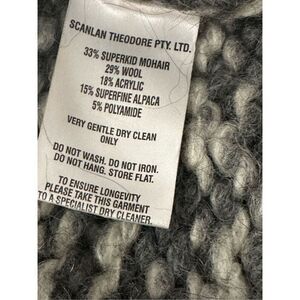 SCANLAN THEODORE PTY. LTD.
33% SUPERKID MOHAIR
29% WOOL
18% ACRYLIC
15% SUPERFINE ALPACA
5% POLYAMIDE
VERY GENTLE DRY CLEAN
ONLY
DO NOT WASH. DO NOT IRON.
DO NOT HANG. STORE FLAT.
TO ENSURE LONGEVITY
PLEASE TAKE THIS GARMENT
TO A SPECIALIST DRY CLEANER.